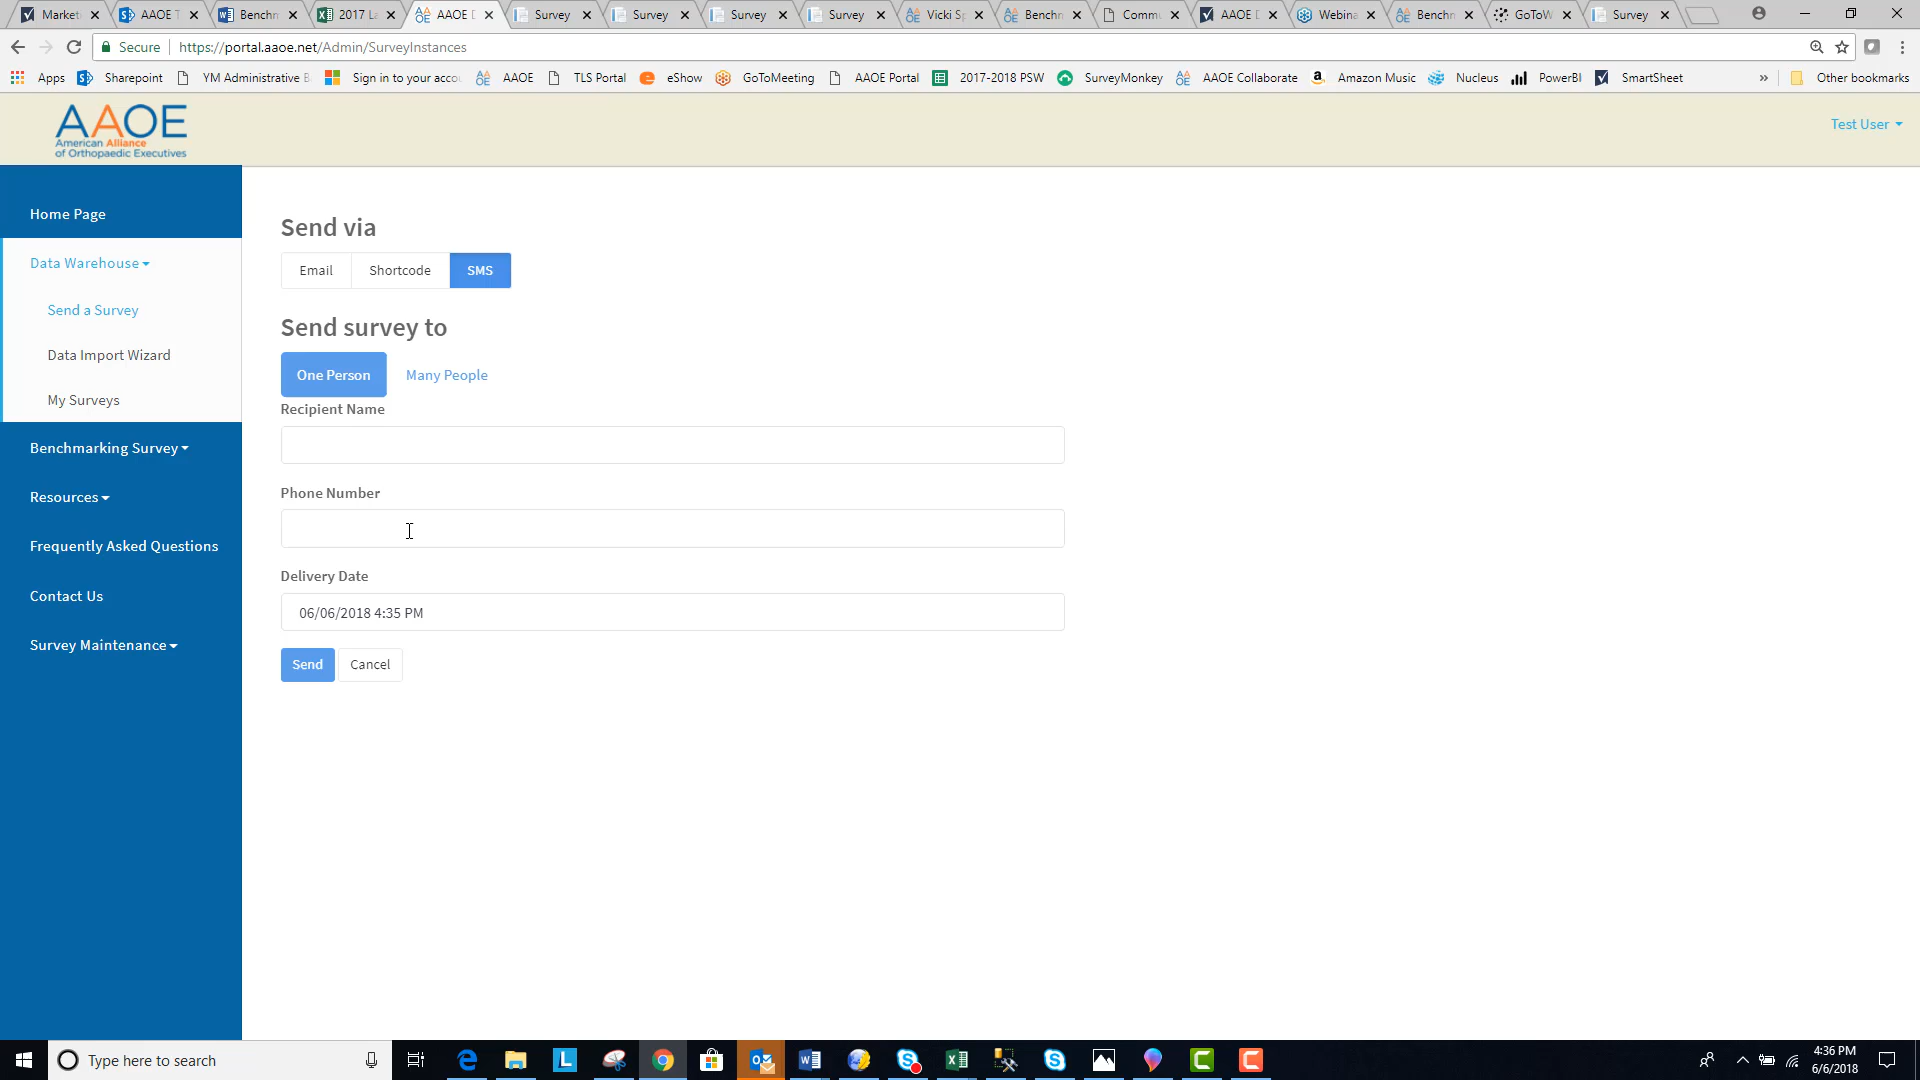 Market AAOE T Benchm 2017 L AAOE D Survey Survey Survey Survey Vicki Sp Benchm Commu AAOE D Webina Benchm GoToW Survey
Secure https://portal.aaoe.net/Admin/SurveyInstances
Apps Sharepoint YM Administrative B Sign in to your acco AAOE TLS Portal eShow GoToMeeting AAOE Portal 2017-2018 PSW SurveyMonkey AAOE Collaborate Amazon Music Nucleus PowerBI SmartSheet » Other bookmarks
AAOE
American Alliance
of Orthopaedic Executives
Test User
Home Page
Data Warehouse
Send a Survey
Data Import Wizard
My Surveys
Benchmarking Survey
Resources
Frequently Asked Questions
Contact Us
Survey Maintenance
Send via
Email Shortcode SMS
Send survey to
One Person Many People
Recipient Name
Phone Number
Delivery Date
06/06/2018 4:35 PM
Send Cancel
Type here to search
4:36 PM
6/6/2018